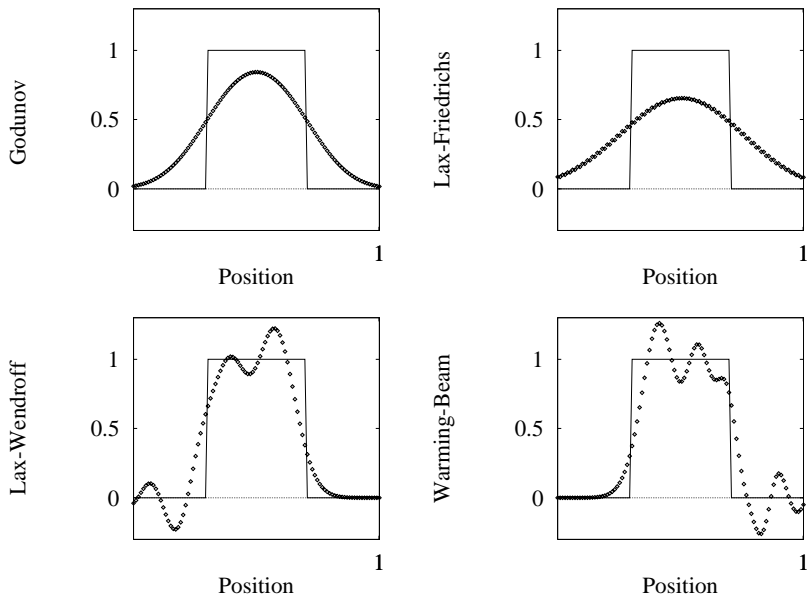 Godunov
1
0.5
0
1
Position
Lax-Friedrichs
1
0.5
0
1
Position
Lax-Wendroff
1
0.5
0
1
Position
Warming-Beam
1
0.5
0
1
Position